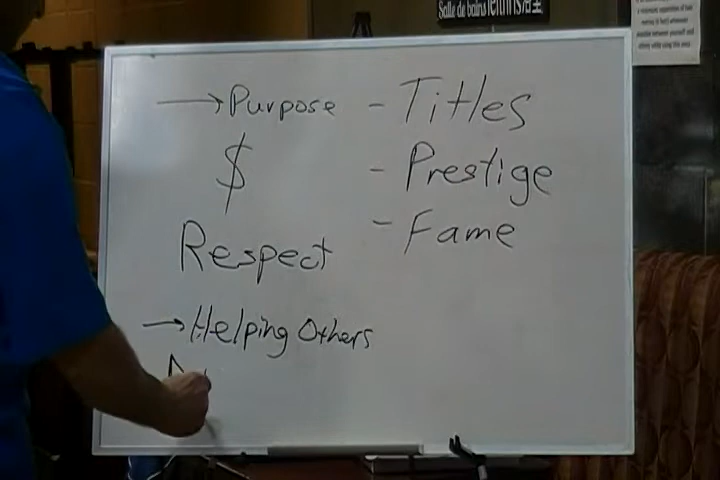 Salle de bains
→ Purpose
$
Respect
→ Helping Others
- Titles
- Prestige
- Fame